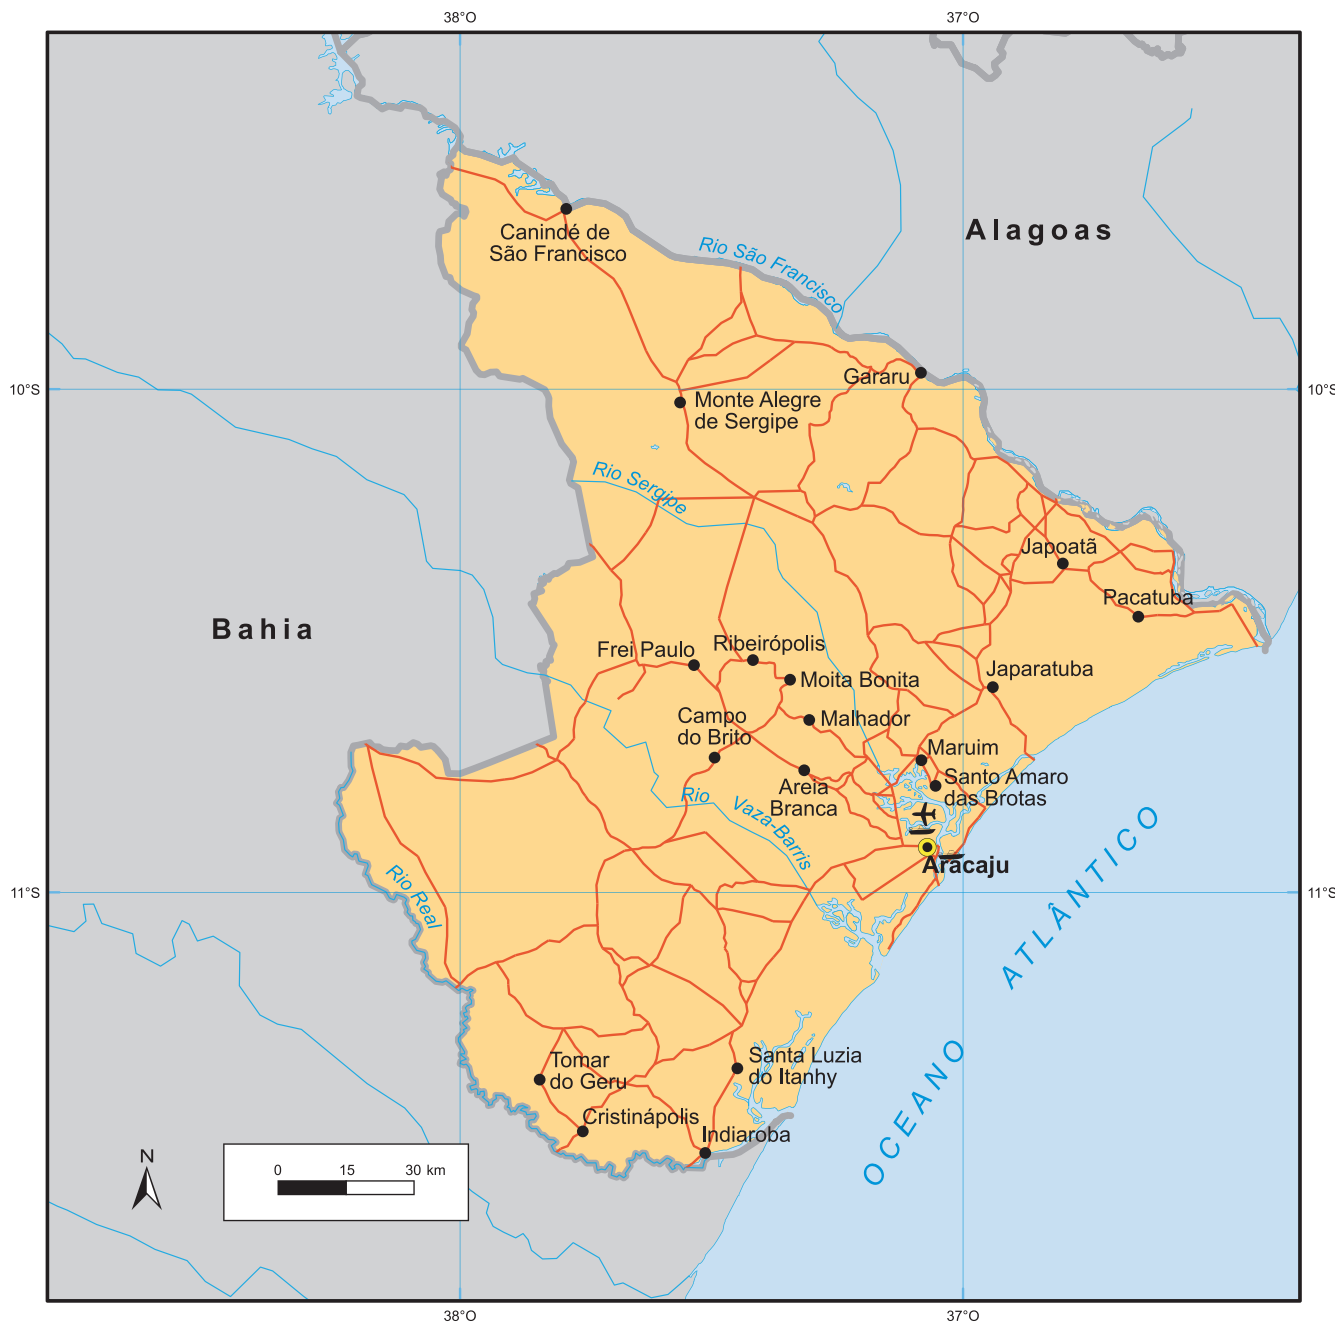 38°O
37°O
Alagoas
Canindé de
São Francisco
Rio São Francisco
Gararu
10°S
10°S
Monte Alegre
de Sergipe
Rio Sergipe
Japoatã
Pacatuba
Bahia
Frei Paulo
Ribeirópolis
Moita Bonita
Japaratuba
Campo
do Brito
Malhador
Maruim
Santo Amaro
das Brotas
Areia
Branca
Rio
Vaza-Barris
Aracaju
Rio Real
11°S
11°S
OCEANO
ATLÂNTICO
Santa Luzia
do Itanhy
Tomar
do Geru
Cristinápolis
Indiaroba
N
0
15
30 km
38°O
37°O